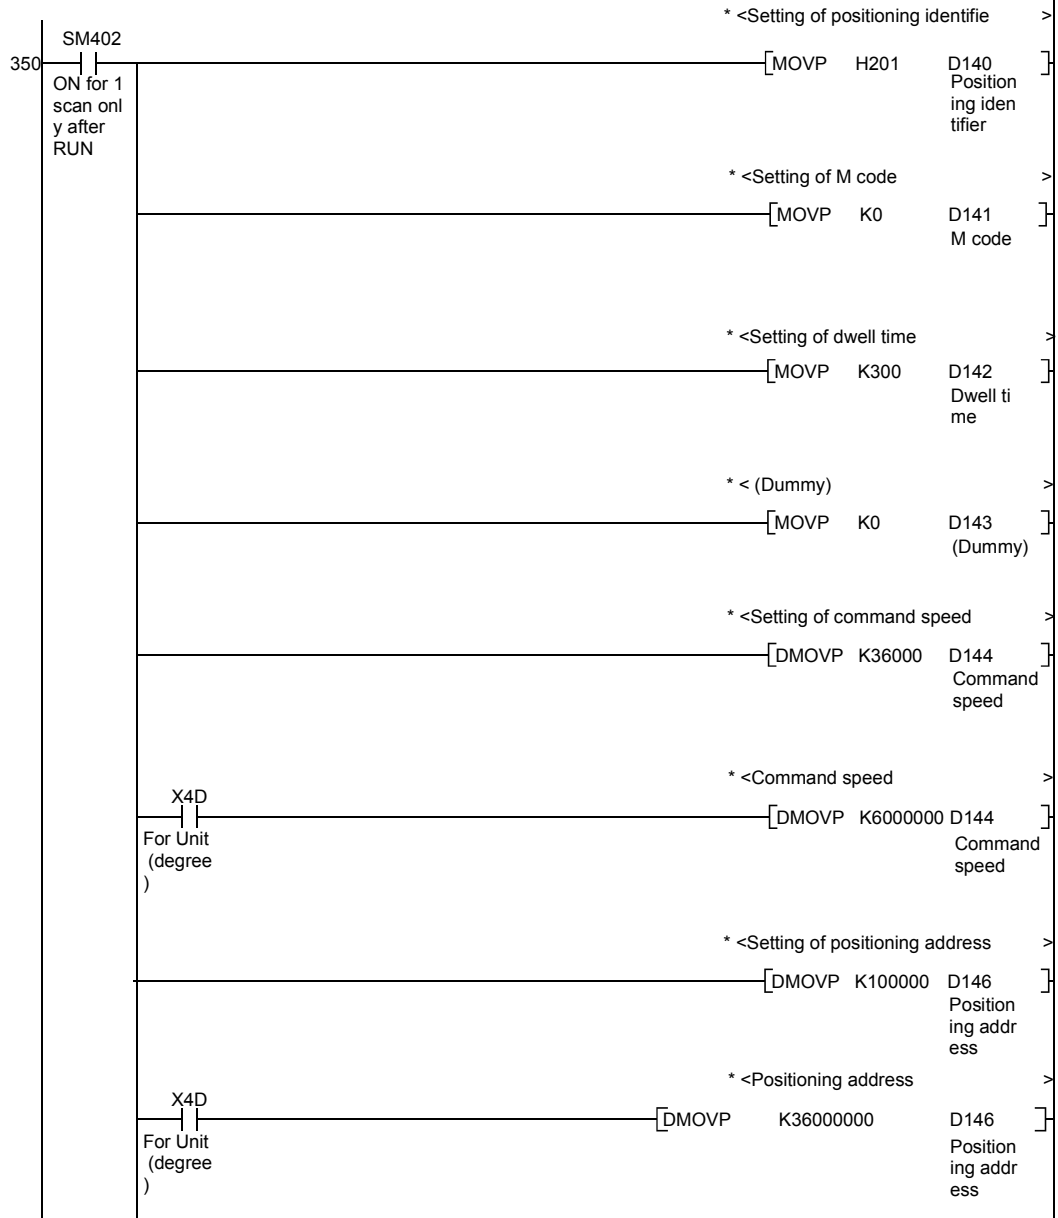 * <Setting of positioning identifie >
SM402
350
MOVP H201 D140
ON for 1
scan onl
y after
RUN
Position
ing iden
tifier
* <Setting of M code >
MOVP K0 D141
M code
* <Setting of dwell time >
MOVP K300 D142
Dwell ti
me
* < (Dummy) >
MOVP K0 D143
(Dummy)
* <Setting of command speed >
DMOVP K36000 D144
Command
speed
* <Command speed >
X4D
DMOVP K6000000 D144
For Unit
(degree
)
Command
speed
* <Setting of positioning address >
DMOVP K100000 D146
Position
ing addr
ess
* <Positioning address >
X4D
DMOVP K36000000 D146
For Unit
(degree
)
Position
ing addr
ess